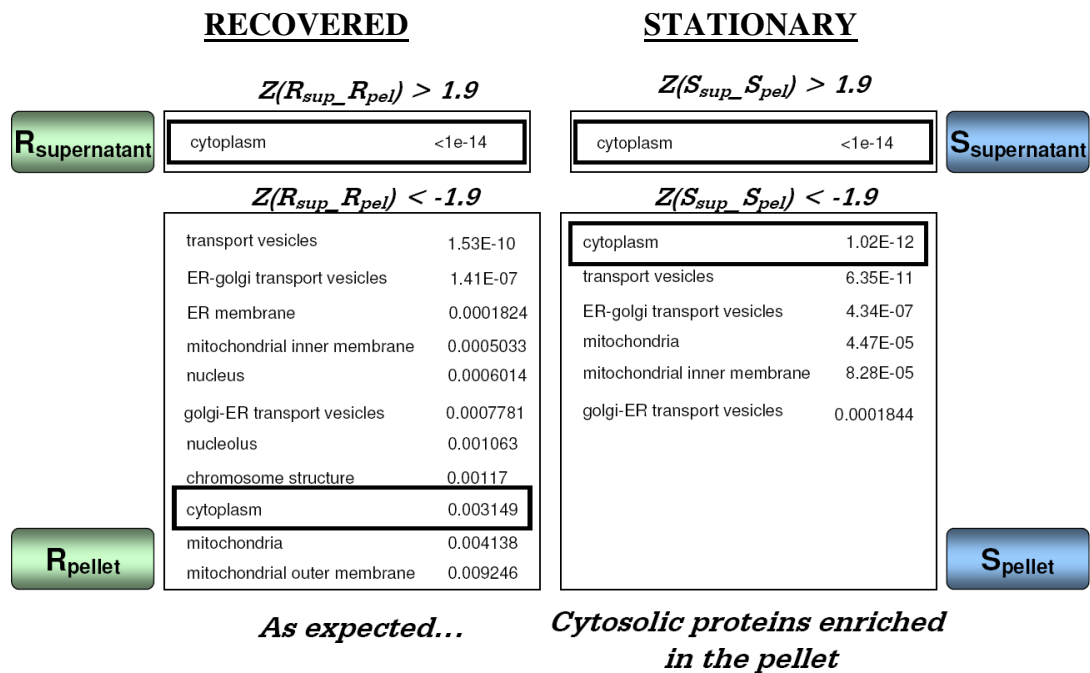 RECOVERED STATIONARY
Z(Rsup_Rpel) > 1.9 Z(Ssup_Sspel) > 1.9
Rsupernatant cytoplasm <1e-14 cytoplasm <1e-14 Ssupernatant
Z(Rsup_Rpel) < -1.9 Z(Ssup_Sspel) < -1.9
transport vesicles 1.53E-10
ER-golgi transport vesicles 1.41E-07
ER membrane 0.0001824
mitochondrial inner membrane 0.0005033
nucleus 0.0006014
golgi-ER transport vesicles 0.0007781
nucleolus 0.001063
chromosome structure 0.00117
cytoplasm 0.003149
mitochondria 0.004138
mitochondrial outer membrane 0.009246
Rpellet
cytoplasm 1.02E-12
transport vesicles 6.35E-11
ER-golgi transport vesicles 4.34E-07
mitochondria 4.47E-05
mitochondrial inner membrane 8.28E-05
golgi-ER transport vesicles 0.0001844
Spellet
As expected...
Cytosolic proteins enriched
in the pellet